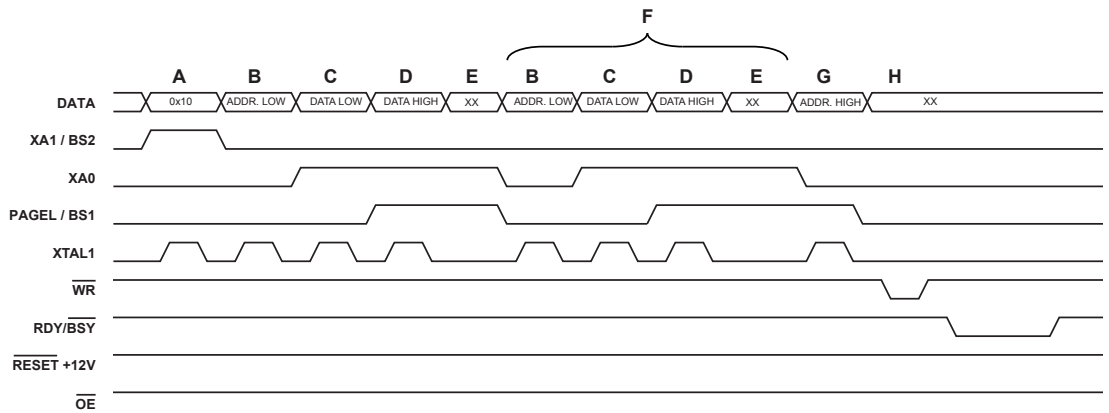 F
A B C D E B C D E G H
DATA 0x10 ADDR. LOW DATA LOW DATA HIGH XX ADDR. LOW DATA LOW DATA HIGH XX ADDR. HIGH XX
XA1 / BS2
XA0
PAGEL / BS1
XTAL1
WR
RDY/BSY
RESET +12V
OE